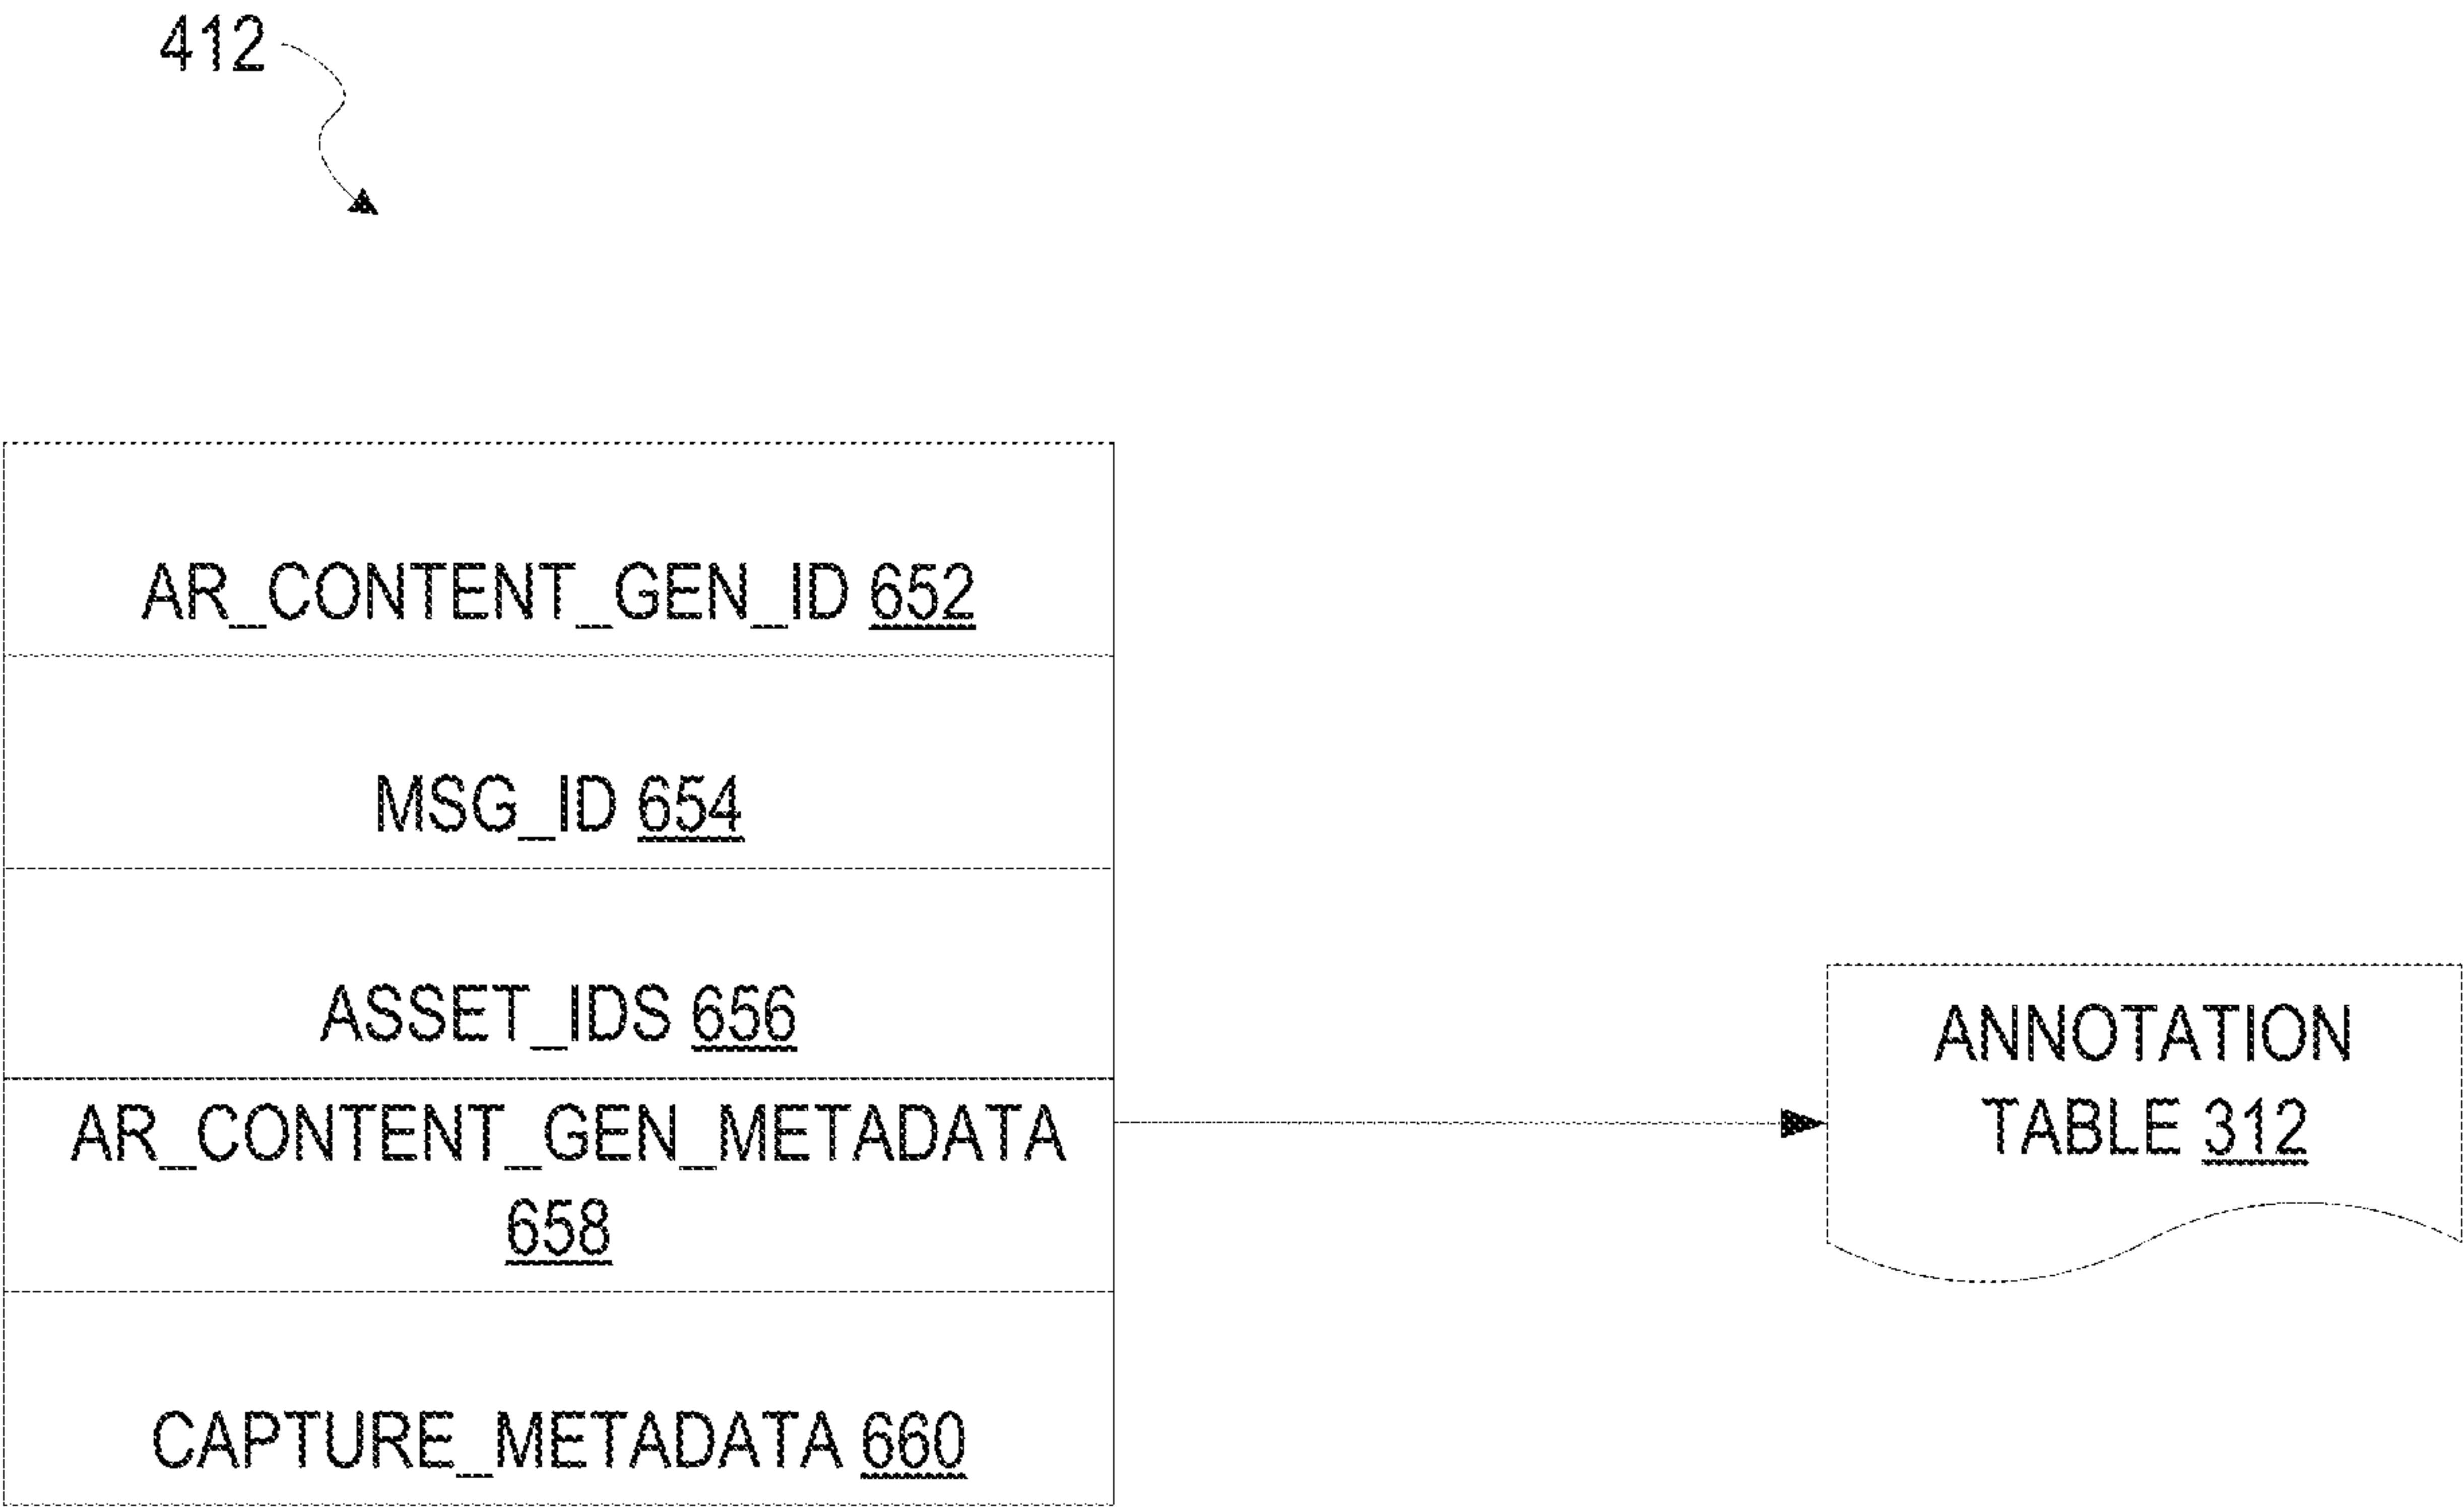 412
AR_CONTENT_GEN_ID 652
MSG_ID 654
ASSET_IDS 656
AR_CONTENT_GEN_METADATA
658
CAPTURE_METADATA 660
ANNOTATION
TABLE 312